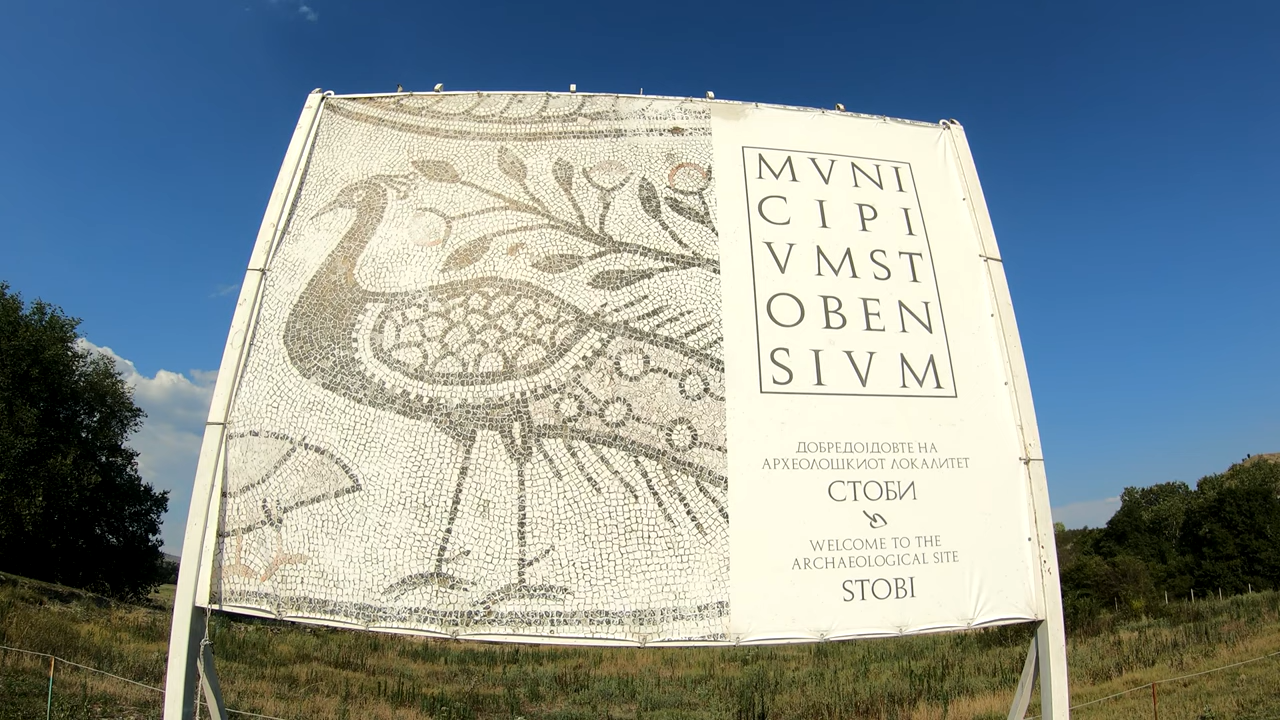 MVNI
CIPI
VMST
OBEN
SIVM
ДОБРЕДОЈДОВТЕ НА
АРХЕОЛОШКИОТ ЛОКАЛИТЕТ
СТОБИ
WELCOME TO THE
ARCHAEOLOGICAL SITE
STOBI